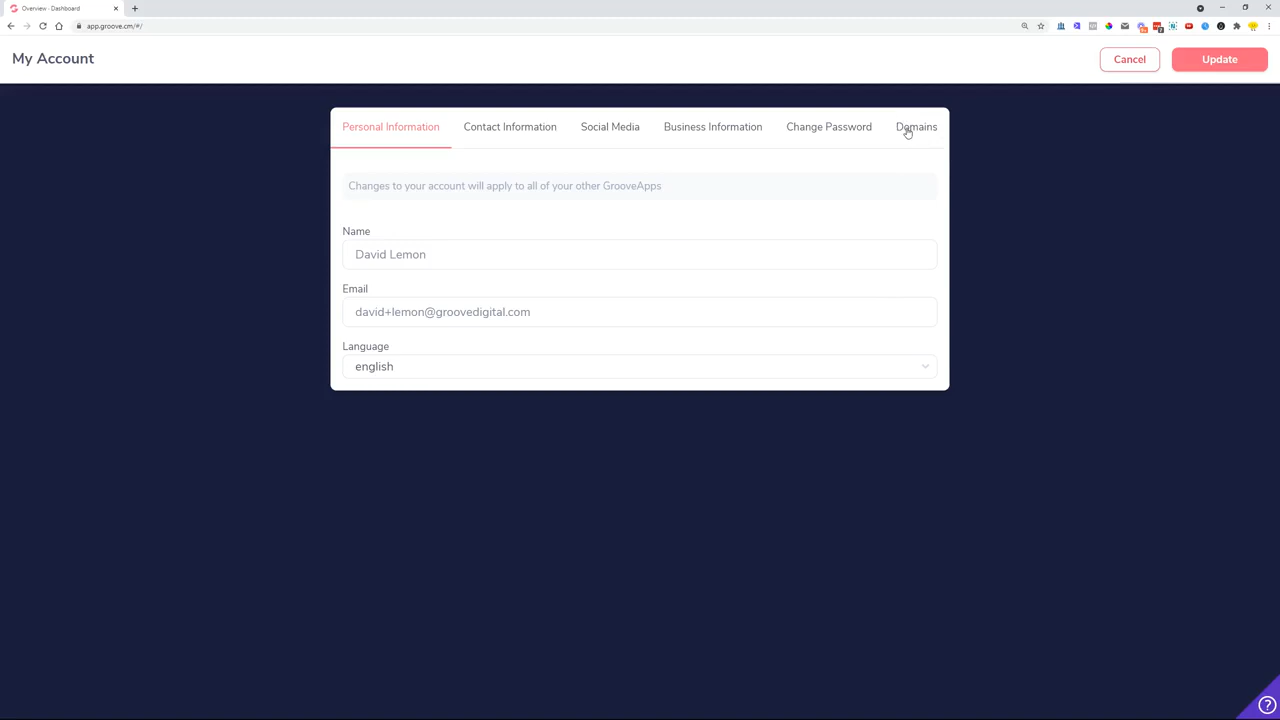 Overview - Dashboard
app.groove.cm/#/
My Account
Cancel
Update
Personal Information
Contact Information
Social Media
Business Information
Change Password
Domains
Changes to your account will apply to all of your other GrooveApps
Name
David Lemon
Email
david+lemon@groovedigital.com
Language
english
?